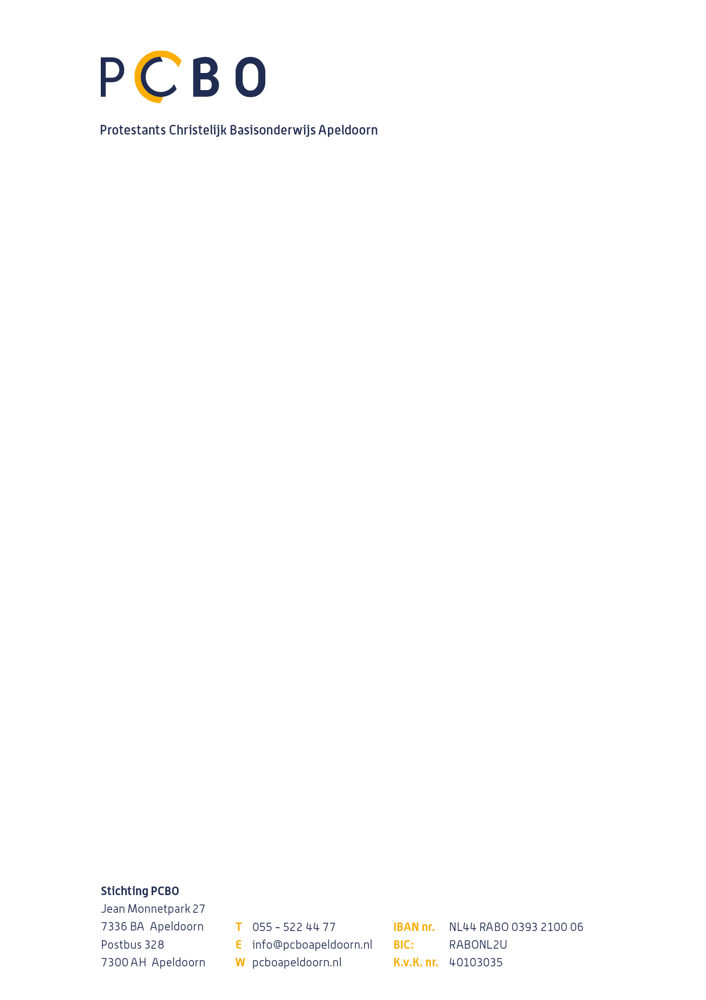 PCBO
Protestants Christelijk Basisonderwijs Apeldoorn
Stichting PCBO
Jean Monnetpark 27
7336 BA Apeldoorn
Postbus 328
7300 AH Apeldoorn
T 055 - 522 44 77
E info@pcboapeldoorn.nl
W pcboapeldoorn.nl
IBAN nr. NL44 RABO 0393 2100 06
BIC: RABONL2U
K.v.K. nr. 40103035